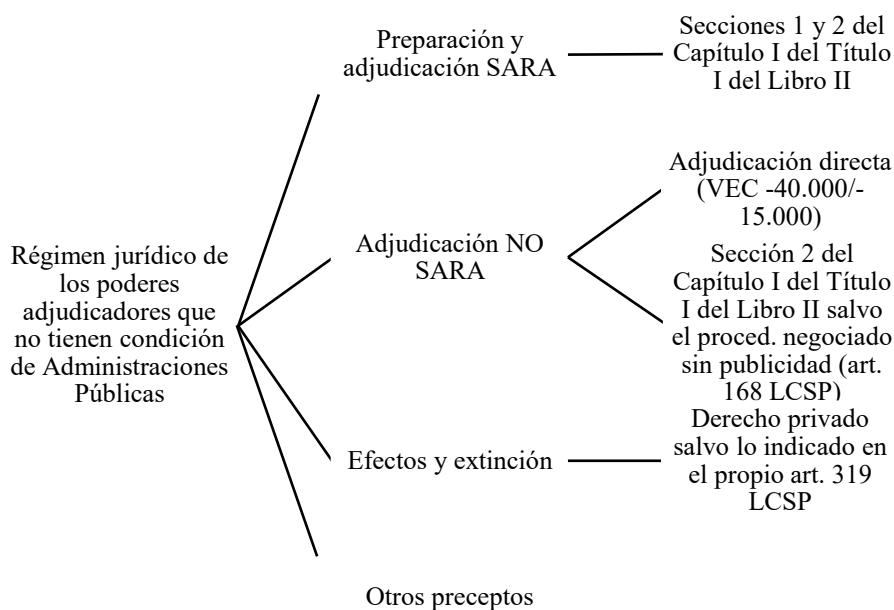 Régimen jurídico de
los poderes
adjudicadores que
no tienen condición
de Administraciones
Públicas
Preparación y
adjudicación SARA
Secciones 1 y 2 del
Capítulo I del Título
I del Libro II
Adjudicación NO
SARA
Adjudicación directa
(VEC -40.000/-
15.000)
Sección 2 del
Capítulo I del Título
I del Libro II salvo
el proced. negociado
sin publicidad (art.
168 LCSP)
Efectos y extinción
Derecho privado
salvo lo indicado en
el propio art. 319
LCSP
Otros preceptos